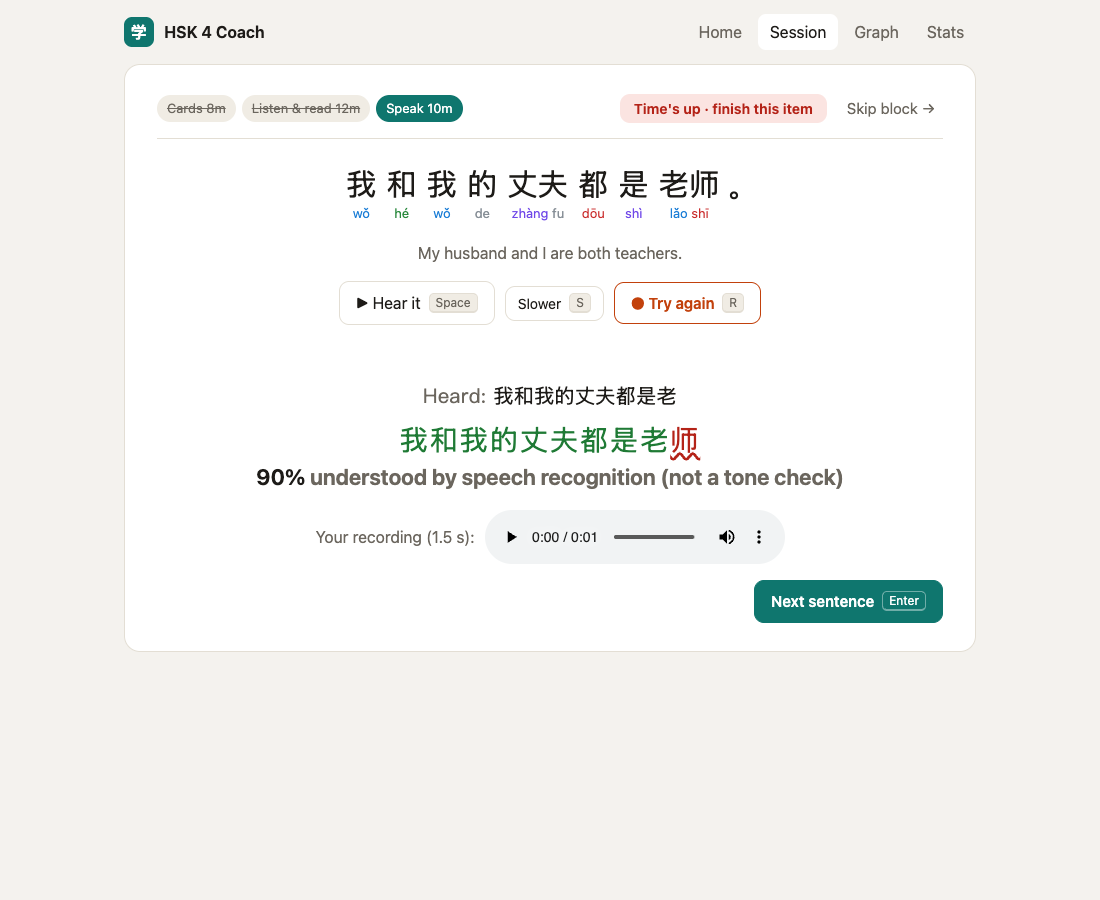 学 HSK 4 Coach Home Session Graph Stats
Cards 8m Listen & read 12m Speak 10m Time's up · finish this item Skip block →
我 和 我 的 丈夫 都 是 老师 。
wǒ hé wǒ de zhàng fu dōu shì lǎo shī
My husband and I are both teachers.
Hear it Space Slower S Try again R
Heard: 我和我的丈夫都是老
我和我的丈夫都是老师
90% understood by speech recognition (not a tone check)
Your recording (1.5 s): 0:00 / 0:01
Next sentence Enter